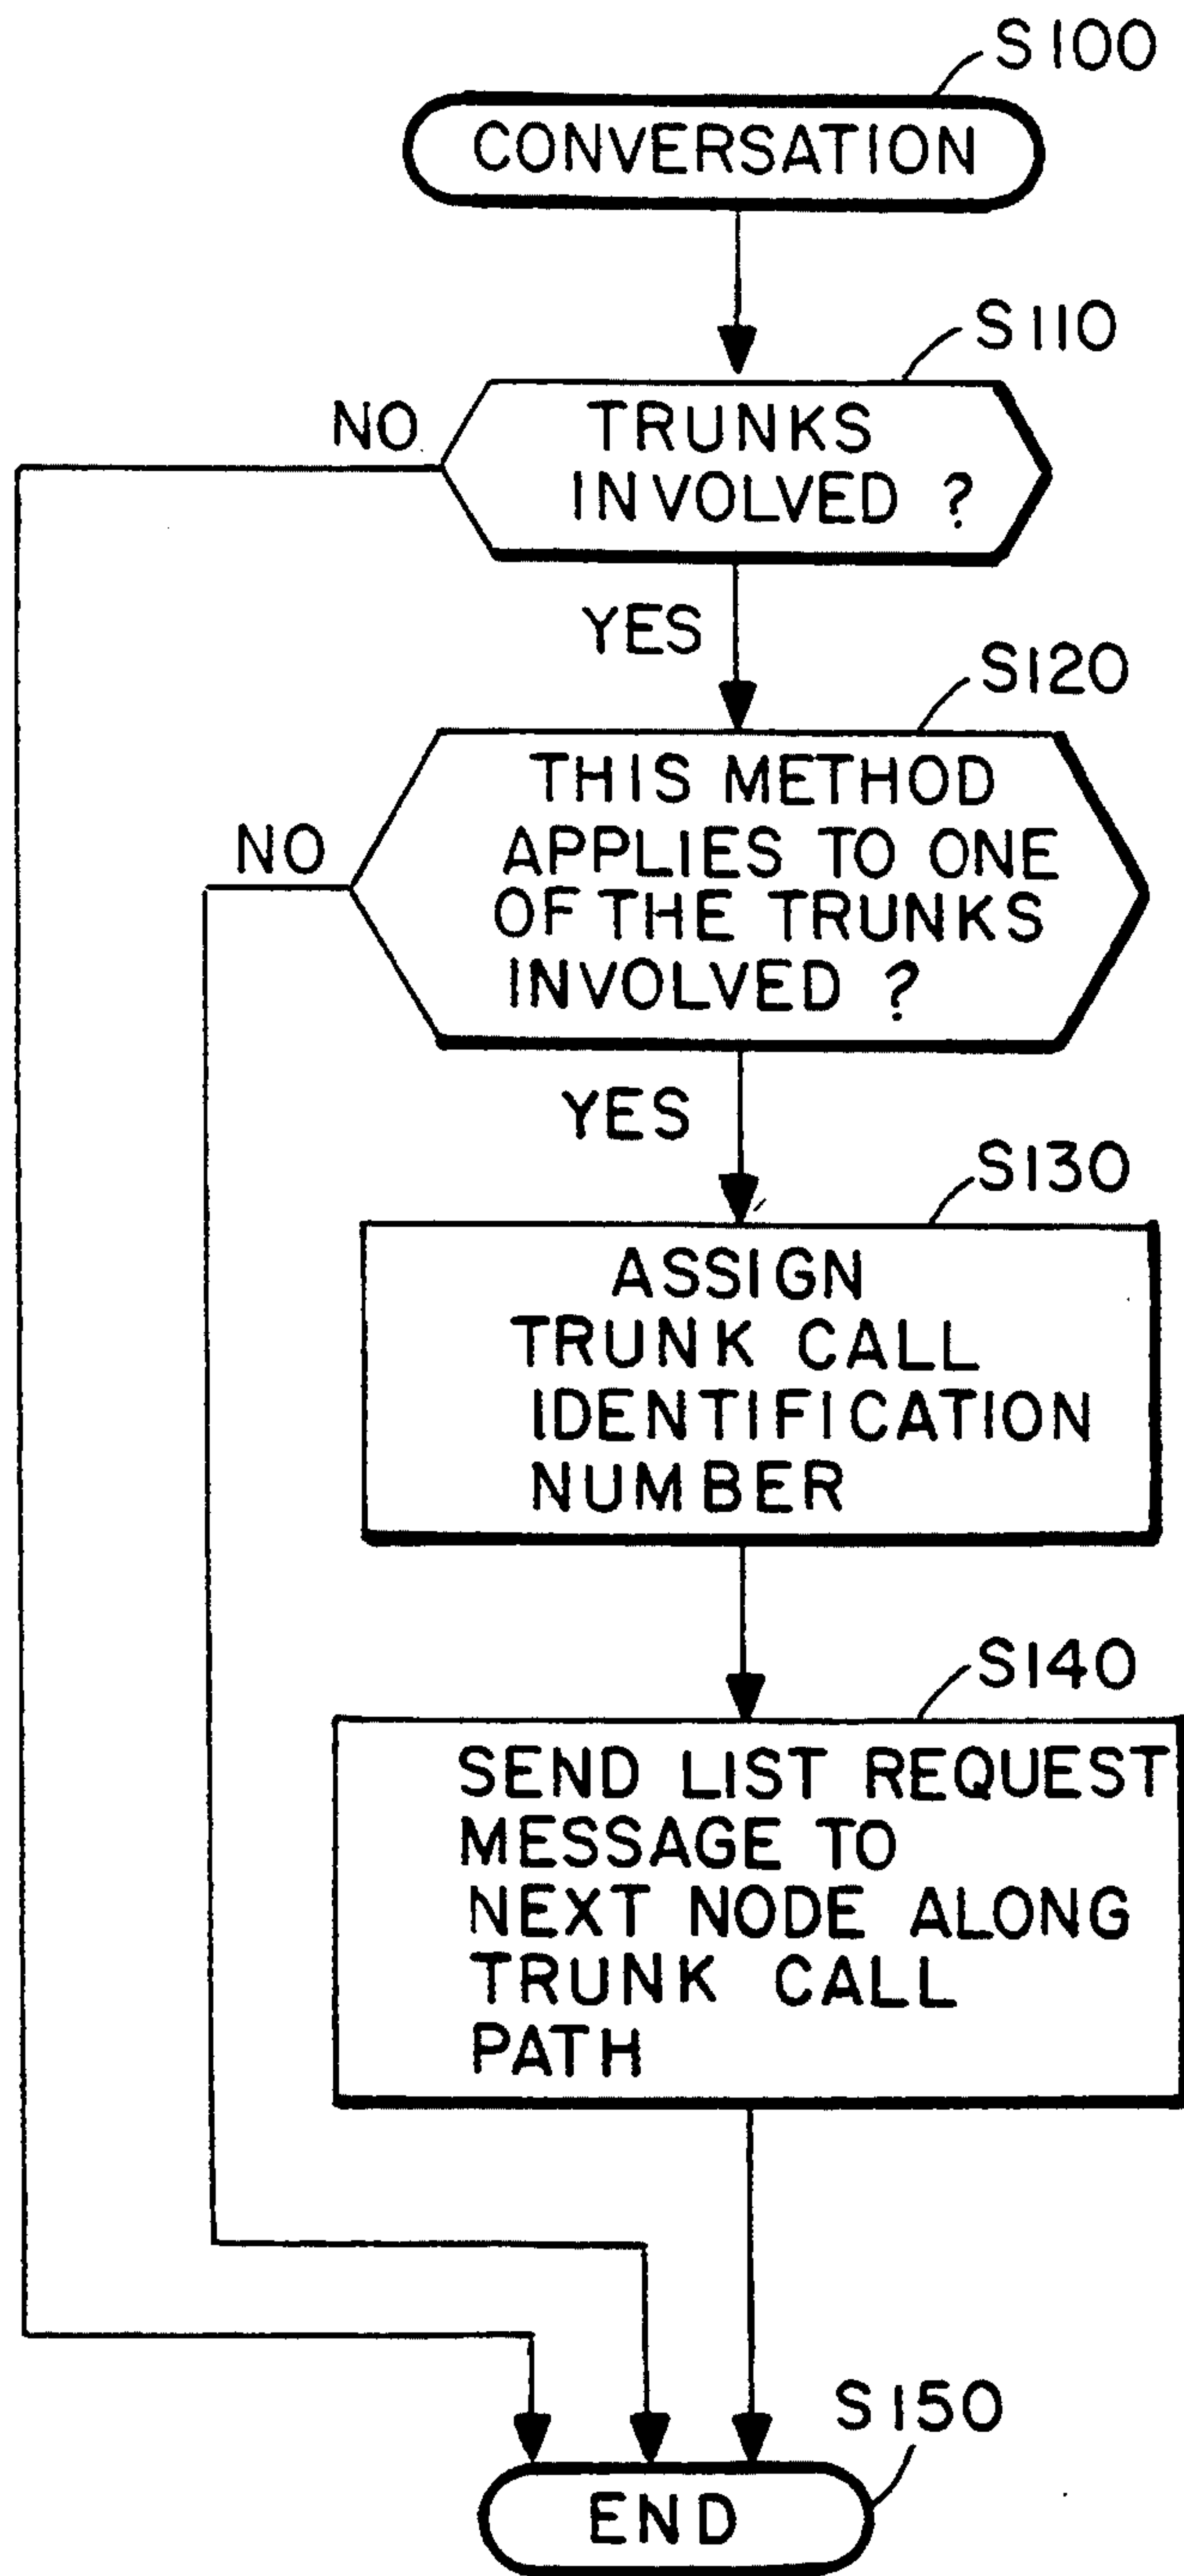 S100
CONVERSATION
S110
NO
TRUNKS
INVOLVED ?
YES
S120
THIS METHOD
NO
APPLIES TO ONE
OF THE TRUNKS
INVOLVED ?
YES
S130
ASSIGN
TRUNK CALL
IDENTIFICATION
NUMBER
S140
SEND LIST REQUEST
MESSAGE TO
NEXT NODE ALONG
TRUNK CALL
PATH
S150
END